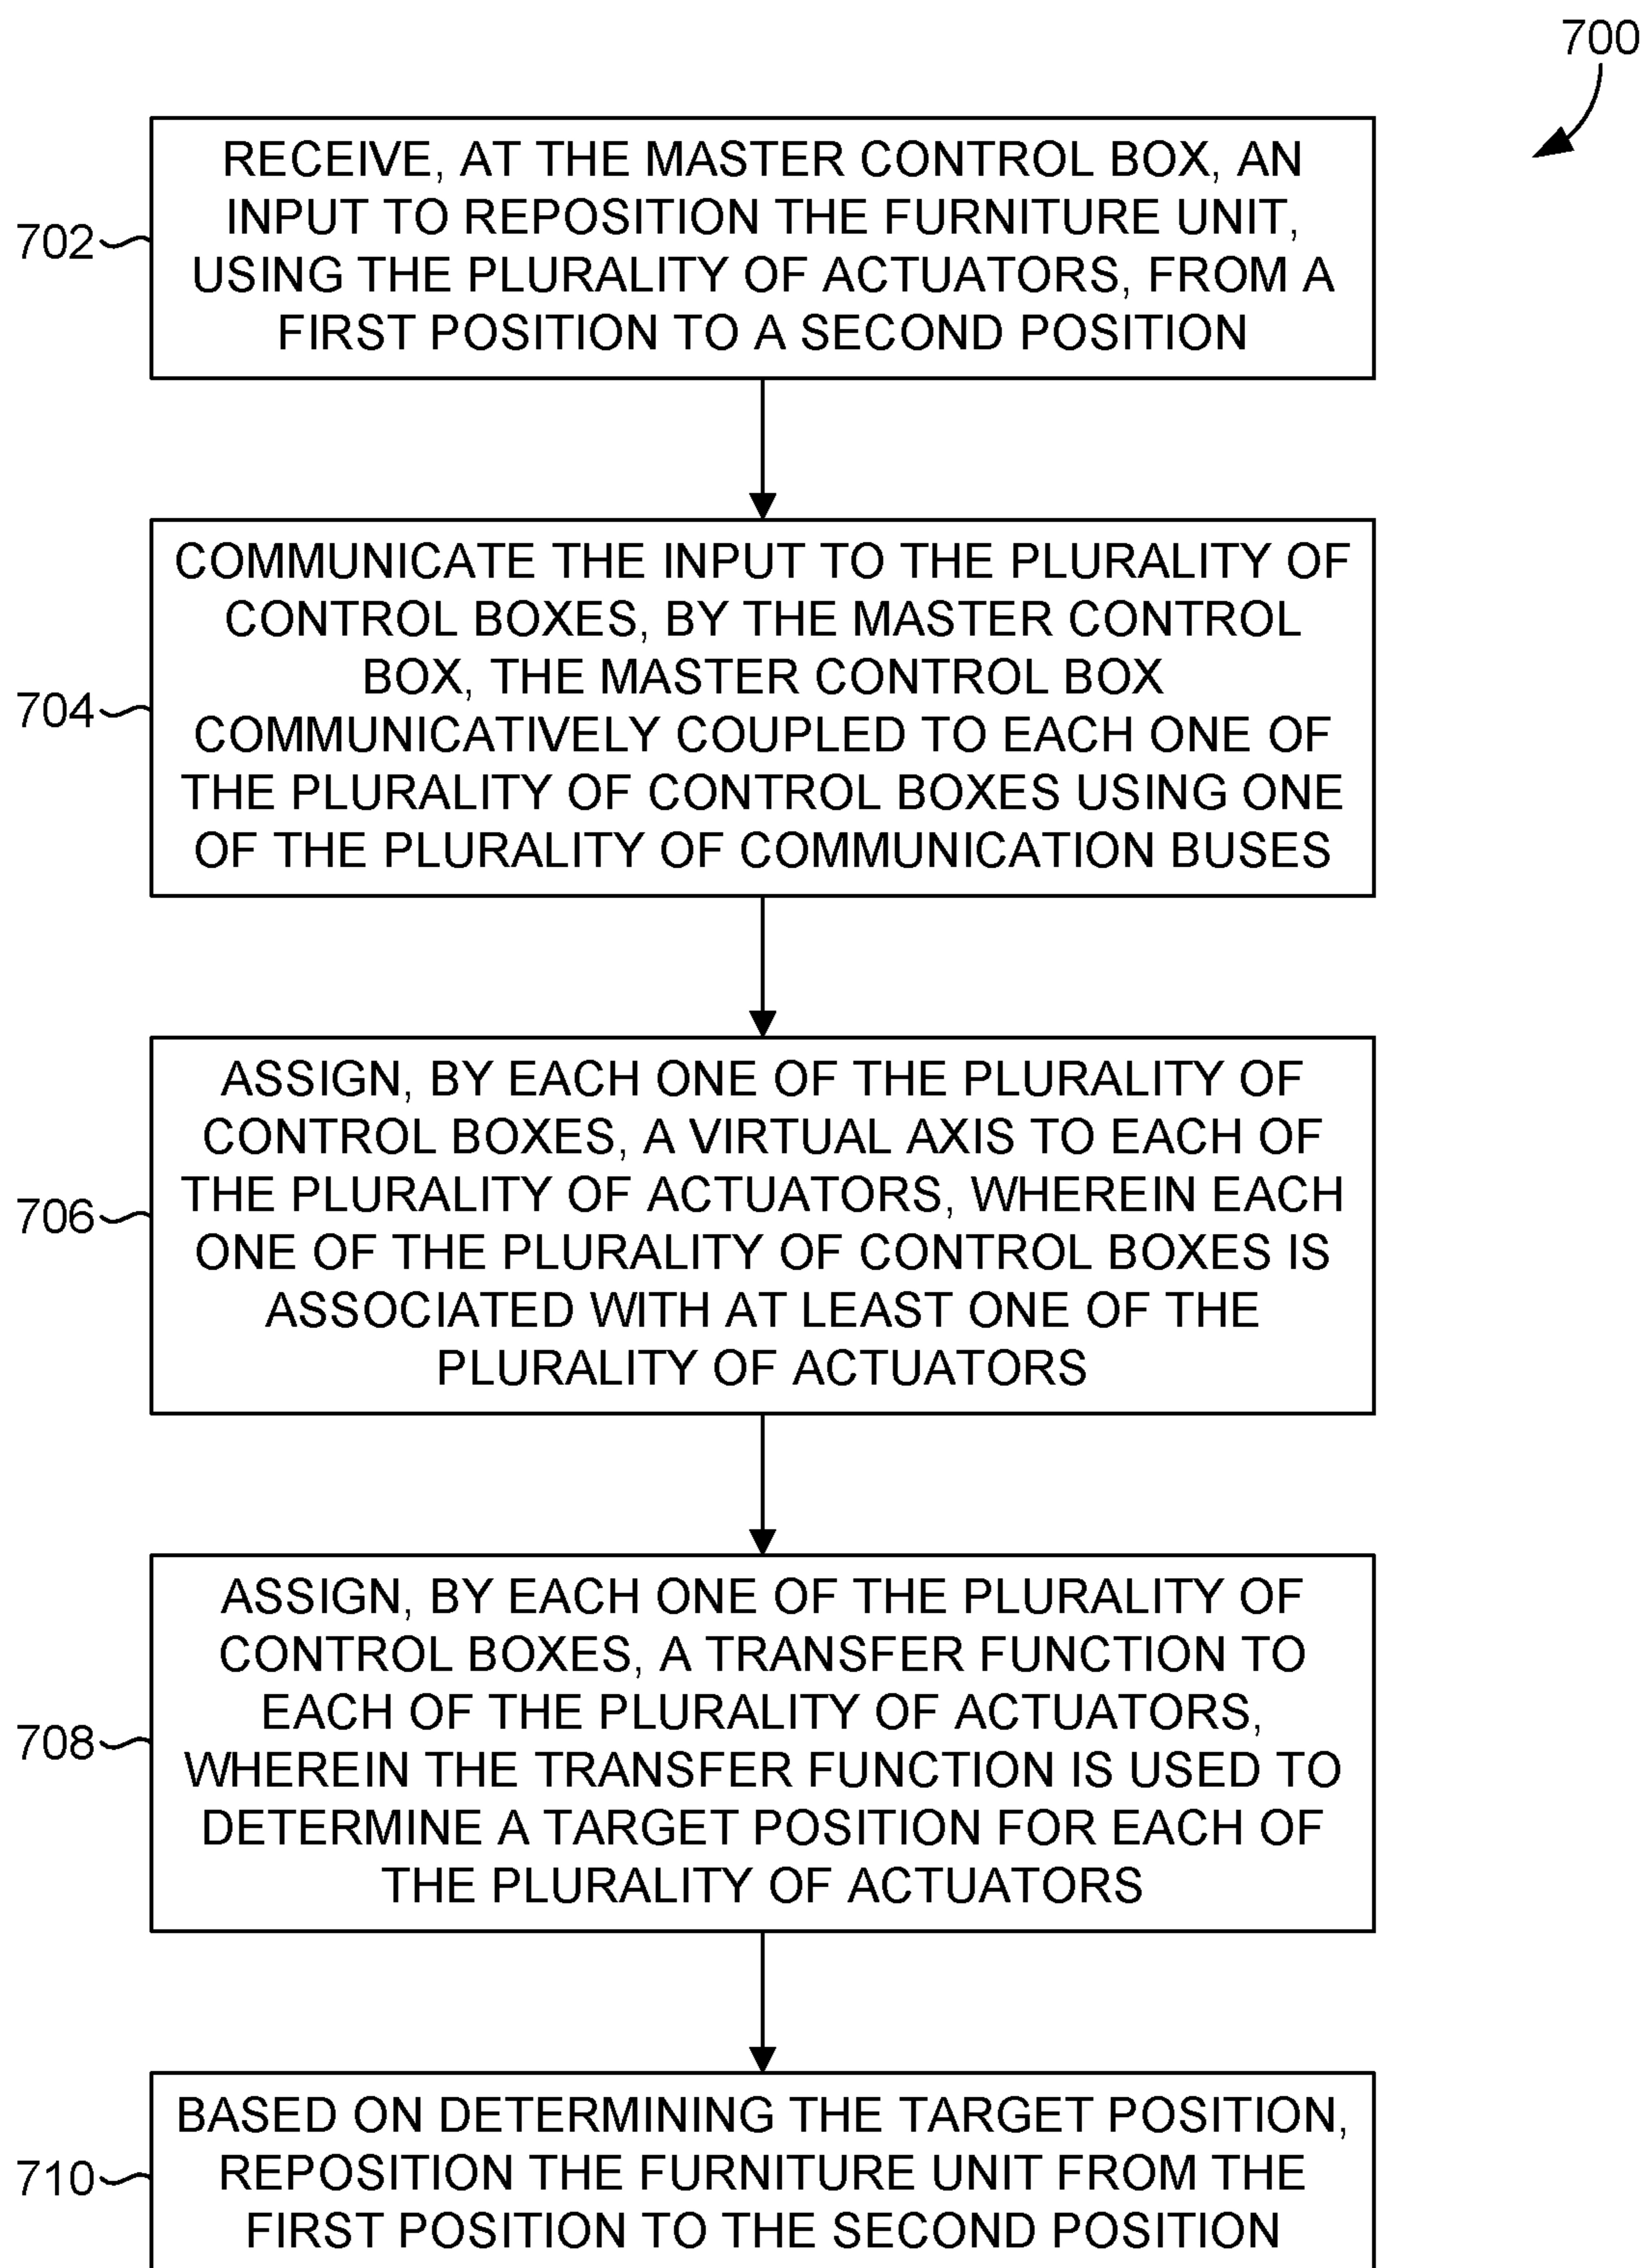 700
RECEIVE, AT THE MASTER CONTROL BOX, AN
INPUT TO REPOSITION THE FURNITURE UNIT,
USING THE PLURALITY OF ACTUATORS, FROM A
FIRST POSITION TO A SECOND POSITION
702
COMMUNICATE THE INPUT TO THE PLURALITY OF
CONTROL BOXES, BY THE MASTER CONTROL
BOX, THE MASTER CONTROL BOX
COMMUNICATIVELY COUPLED TO EACH ONE OF
THE PLURALITY OF CONTROL BOXES USING ONE
OF THE PLURALITY OF COMMUNICATION BUSES
704
ASSIGN, BY EACH ONE OF THE PLURALITY OF
CONTROL BOXES, A VIRTUAL AXIS TO EACH OF
THE PLURALITY OF ACTUATORS, WHEREIN EACH
ONE OF THE PLURALITY OF CONTROL BOXES IS
ASSOCIATED WITH AT LEAST ONE OF THE
PLURALITY OF ACTUATORS
706
ASSIGN, BY EACH ONE OF THE PLURALITY OF
CONTROL BOXES, A TRANSFER FUNCTION TO
EACH OF THE PLURALITY OF ACTUATORS,
WHEREIN THE TRANSFER FUNCTION IS USED TO
DETERMINE A TARGET POSITION FOR EACH OF
THE PLURALITY OF ACTUATORS
708
BASED ON DETERMINING THE TARGET POSITION,
REPOSITION THE FURNITURE UNIT FROM THE
FIRST POSITION TO THE SECOND POSITION
710